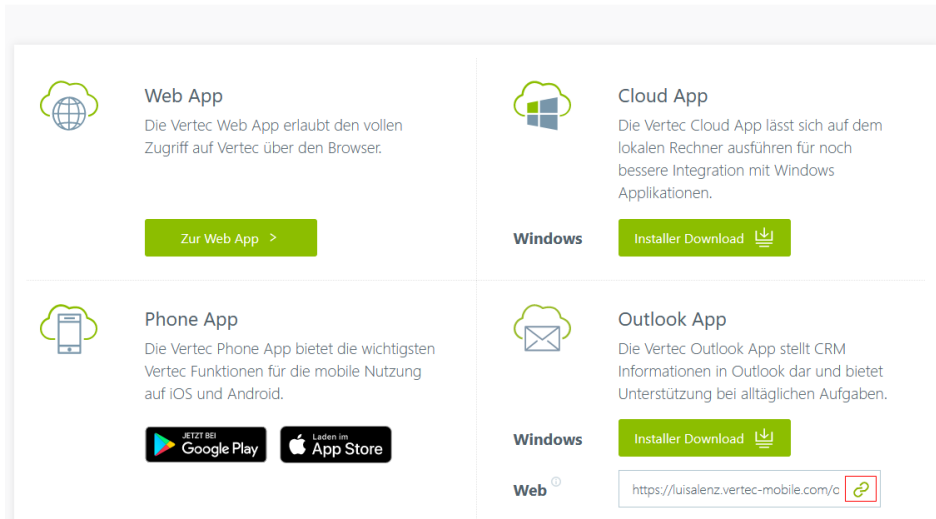 Web App
Die Vertec Web App erlaubt den vollen
Zugriff auf Vertec über den Browser.
Zur Web App >
Cloud App
Die Vertec Cloud App lässt sich auf dem
lokalen Rechner ausführen für noch
bessere Integration mit Windows
Applikationen.
Windows
Installer Download
Phone App
Die Vertec Phone App bietet die wichtigsten
Vertec Funktionen für die mobile Nutzung
auf iOS und Android.
JETZT BEI
Google Play
Laden im
App Store
Outlook App
Die Vertec Outlook App stellt CRM
Informationen in Outlook dar und bietet
Unterstützung bei alltäglichen Aufgaben.
Windows
Installer Download
Web
https://luisalenz.vertec-mobile.com/o